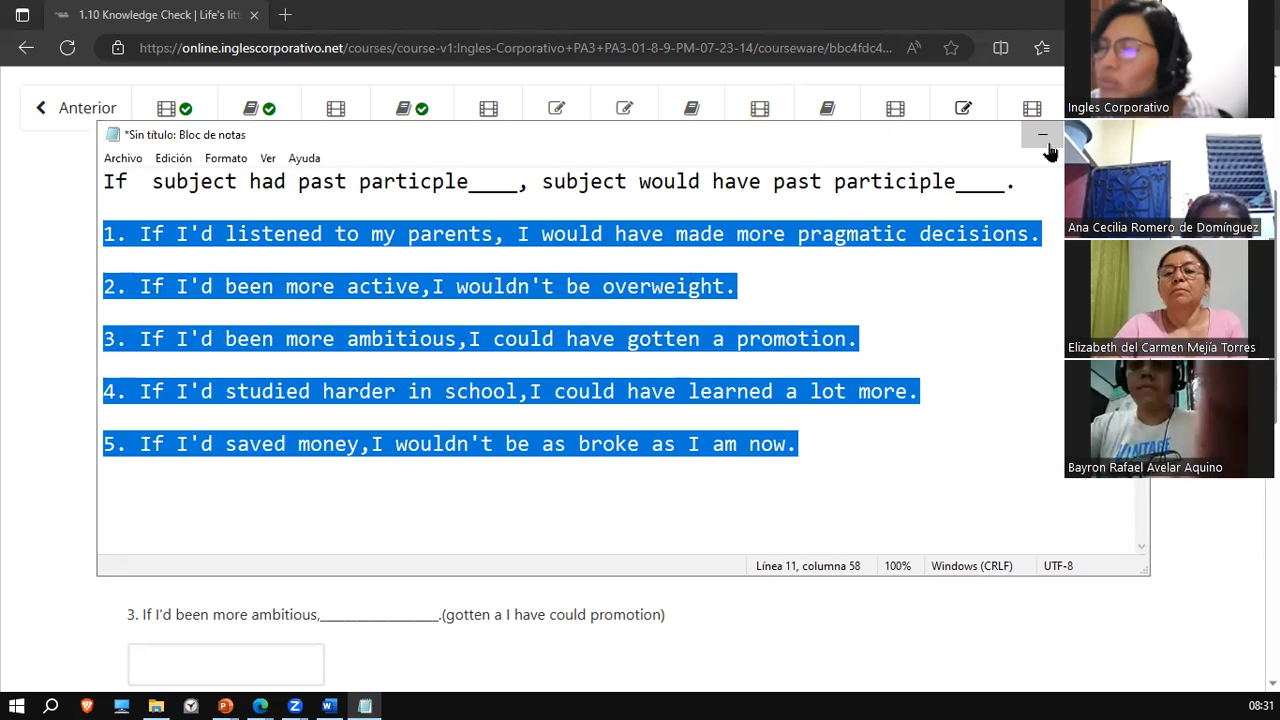 1.10 Knowledge Check | Life's litt
https://online.inglescorporativo.net/courses/course-v1:Ingles-Corporativo+PA3+PA3-01-8-9-PM-07-23-14/courseware/bbc4fdc4...
Anterior
*Sin título: Bloc de notas
Archivo Edición Formato Ver Ayuda
If subject had past particple____, subject would have past participle____.
1. If I'd listened to my parents, I would have made more pragmatic decisions.
2. If I'd been more active,I wouldn't be overweight.
3. If I'd been more ambitious,I could have gotten a promotion.
4. If I'd studied harder in school,I could have learned a lot more.
5. If I'd saved money,I wouldn't be as broke as I am now.
Línea 11, columna 58 100% Windows (CRLF) UTF-8
3. If I'd been more ambitious,_________________.(gotten a I have could promotion)
Ingles Corporativo
Ana Cecilia Romero de Domínguez
Elizabeth del Carmen Mejía Torres
Bayron Rafael Avelar Aquino
08:31